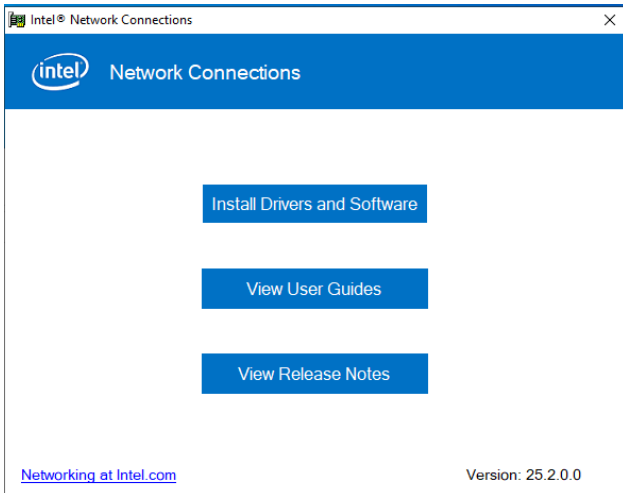 Intel® Network Connections
intel Network Connections
Install Drivers and Software
View User Guides
View Release Notes
Networking at Intel.com Version: 25.2.0.0